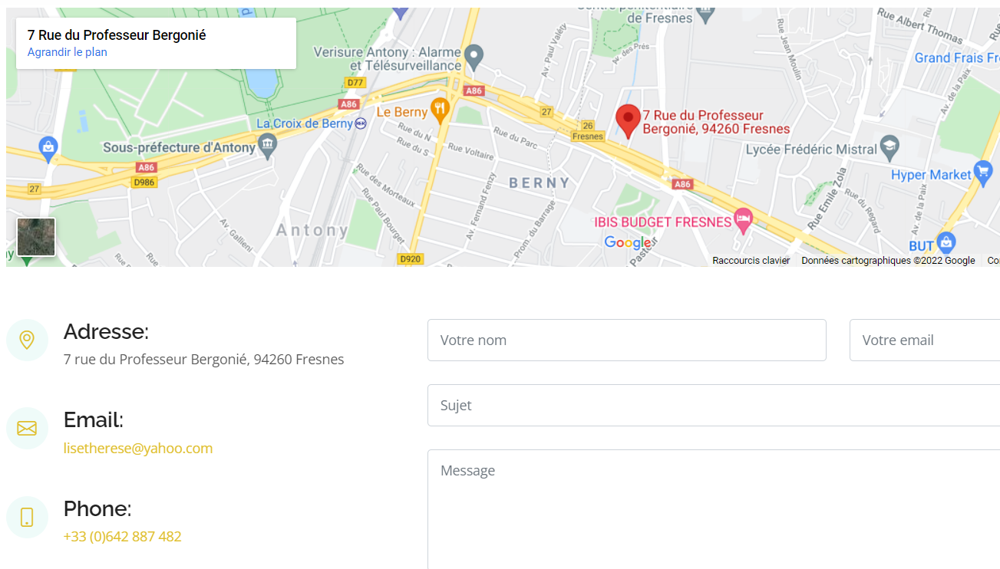 Centre pénitentiaire
de Fresnes
7 Rue du Professeur Bergonié
Agrandir le plan
Rue Albert Thomas
Verisure Antony : Alarme
et Télésurveillance
Av. Paul Valéty
Av. des Prés
Rue Jean Moulin
Grand Frais Fr
D77
A86
A86
Av. de la Paix
Le Berny
27
La Croix de Berny
26
Fresnes
7 Rue du Professeur
Bergonié, 94260 Fresnes
Rue du N
Rue du S
Rue Voltaire
Rue du Parc
Sous-préfecture d'Antony
Lycée Frédéric Mistral
A86
D986
27
Rue des Morteaux
BERNY
A86
Hyper Market
Rue Emile Zola
Rue du Regard
Rue Paul Bourget
Av. Fernand Fenzy
Prom. du Barrage
Av. de la Paix
Av. Gallieni
Antony
IBIS BUDGET FRESNES
Google
Pasteur
BUT
D920
Raccourcis clavier
Données cartographiques ©2022 Google
Co
Adresse:
7 rue du Professeur Bergonié, 94260 Fresnes
Email:
lisetherese@yahoo.com
Phone:
+33 (0)642 887 482
Votre nom
Votre email
Sujet
Message